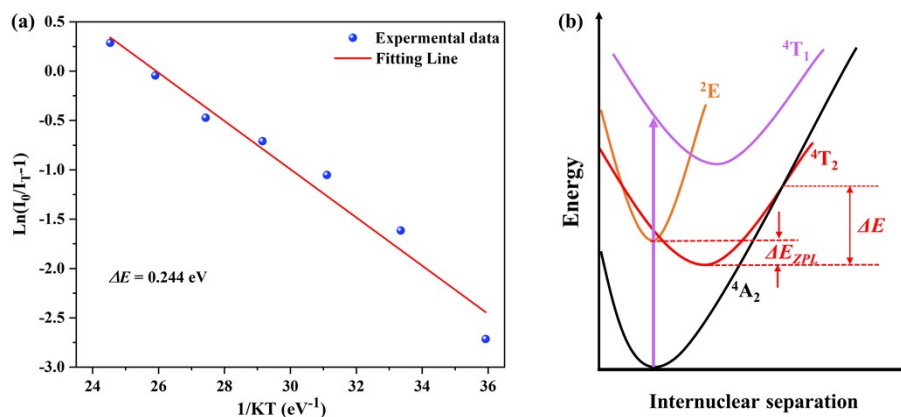 (a)
0.5
0.0
-0.5
-1.0
-1.5
-2.0
-2.5
-3.0
Ln(I₀/I_T-1)
Expermental data
Fitting Line
ΔE = 0.244 eV
24 26 28 30 32 34 36
1/KT (eV⁻¹)
(b)
Energy
⁴T₁
²E
⁴T₂
ΔE
ΔE_ZPL
⁴A₂
Internuclear separation